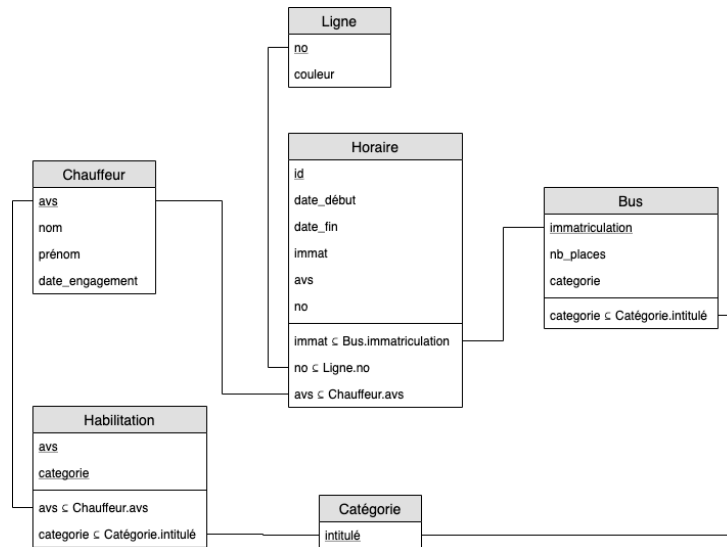 Ligne
no
couleur
Horaire
id
date_début
date_fin
immat
avs
no
immat ⊆ Bus.immatriculation
no ⊆ Ligne.no
avs ⊆ Chauffeur.avs
Chauffeur
avs
nom
prénom
date_engagement
Bus
immatriculation
nb_places
categorie
categorie ⊆ Catégorie.intitulé
Habilitation
avs
categorie
avs ⊆ Chauffeur.avs
categorie ⊆ Catégorie.intitulé
Catégorie
intitulé